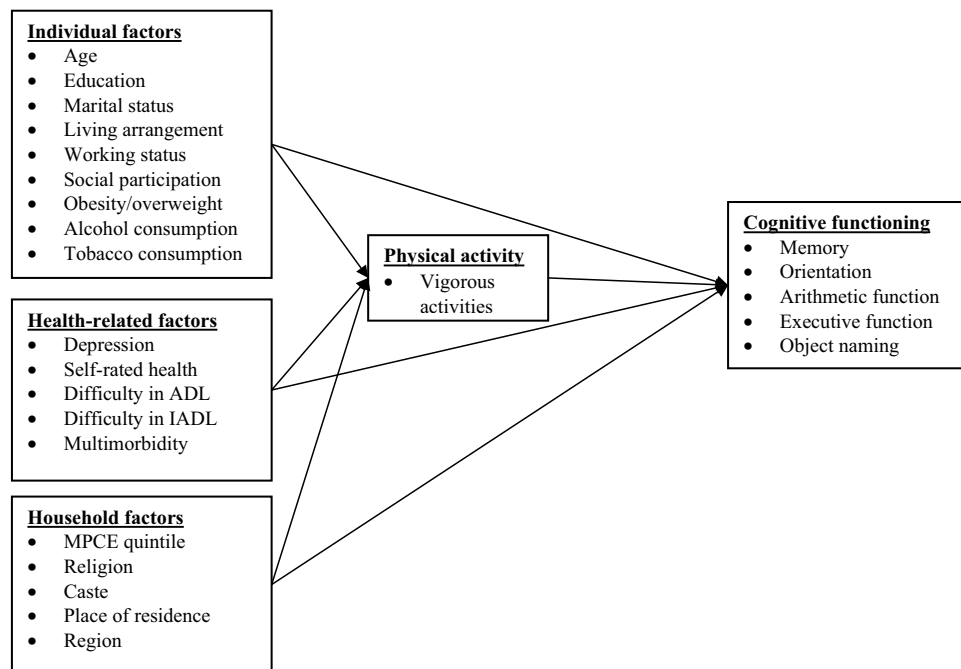 Individual factors
• Age
• Education
• Marital status
• Living arrangement
• Working status
• Social participation
• Obesity/overweight
• Alcohol consumption
• Tobacco consumption
Health-related factors
• Depression
• Self-rated health
• Difficulty in ADL
• Difficulty in IADL
• Multimorbidity
Household factors
• MPCE quintile
• Religion
• Caste
• Place of residence
• Region
Physical activity
• Vigorous
activities
Cognitive functioning
• Memory
• Orientation
• Arithmetic function
• Executive function
• Object naming